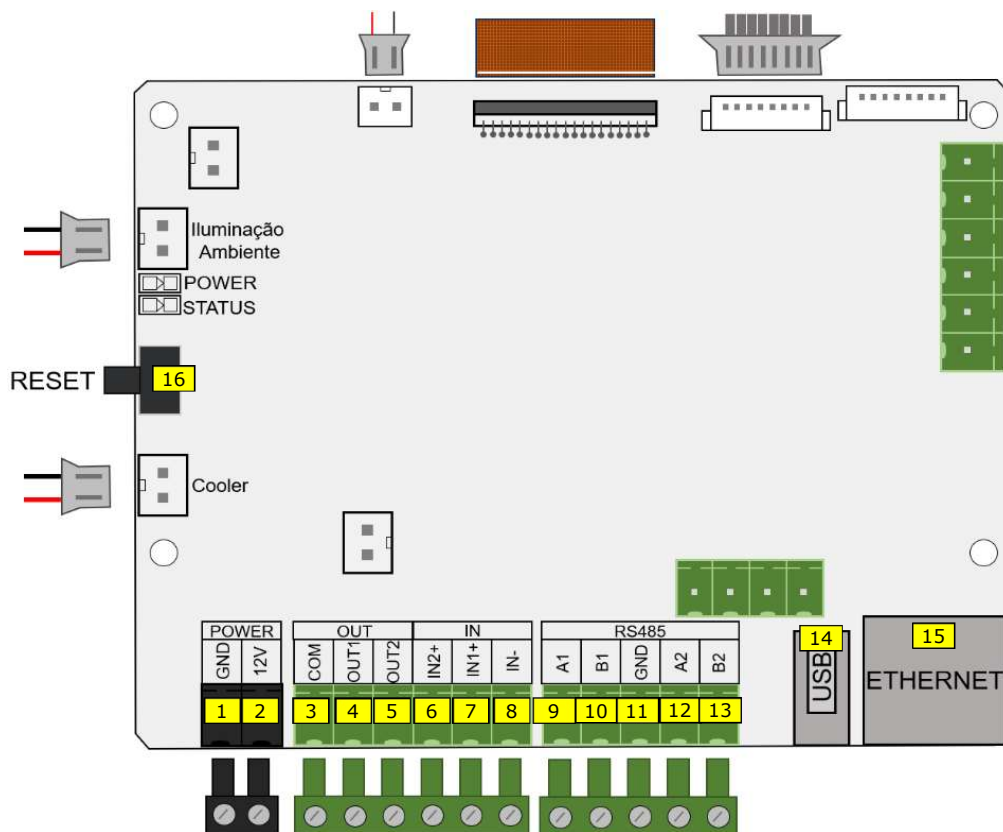 Iluminação
Ambiente
POWER
STATUS
RESET
16
Cooler
POWER
OUT
IN
RS485
GND
12V
COM
OUT1
OUT2
IN2+
IN1+
IN-
A1
B1
GND
A2
B2
14
USB
15
ETHERNET
1
2
3
4
5
6
7
8
9
10
11
12
13